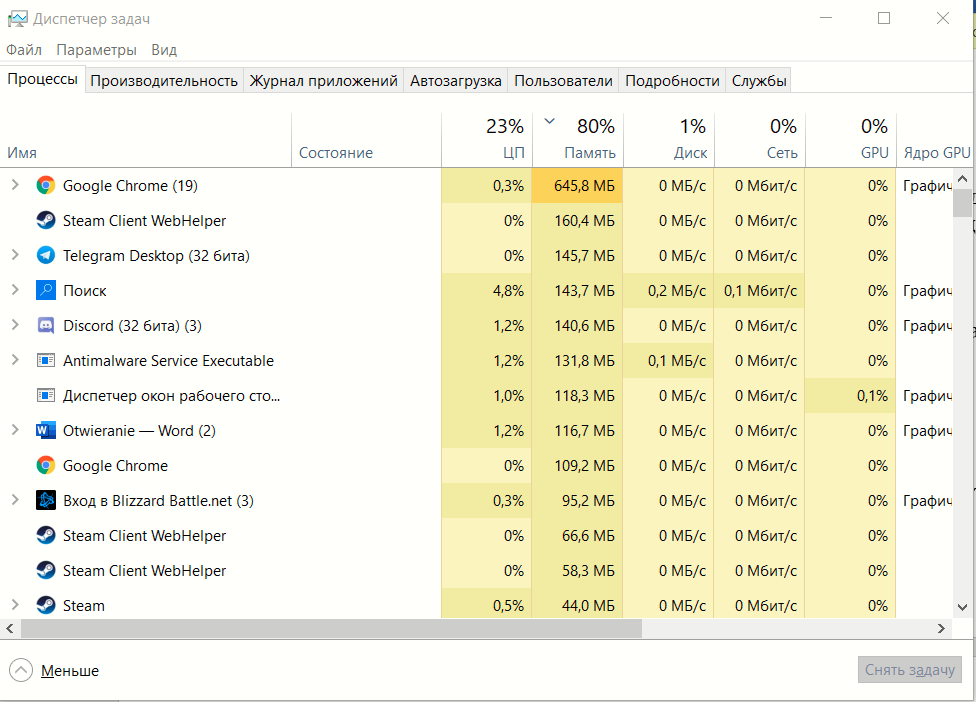 Диспетчер задач
Файл Параметры Вид
Процессы Производительность Журнал приложений Автозагрузка Пользователи Подробности Службы
23% 80% 1% 0% 0%
Имя Состояние ЦП Память Диск Сеть GPU Ядро GPU
Google Chrome (19) 0,3% 645,8 МБ 0 МБ/с 0 Мбит/с 0% Графич
Steam Client WebHelper 0% 160,4 МБ 0 МБ/с 0 Мбит/с 0%
Telegram Desktop (32 бита) 0% 145,7 МБ 0 МБ/с 0 Мбит/с 0%
Поиск 4,8% 143,7 МБ 0,2 МБ/с 0,1 Мбит/с 0% Графич
Discord (32 бита) (3) 1,2% 140,6 МБ 0 МБ/с 0 Мбит/с 0% Графич
Antimalware Service Executable 1,2% 131,8 МБ 0,1 МБ/с 0 Мбит/с 0%
Диспетчер окон рабочего сто... 1,0% 118,3 МБ 0 МБ/с 0 Мбит/с 0,1% Графич
Otwieranie — Word (2) 1,2% 116,7 МБ 0 МБ/с 0 Мбит/с 0% Графич
Google Chrome 0% 109,2 МБ 0 МБ/с 0 Мбит/с 0%
Вход в Blizzard Battle.net (3) 0,3% 95,2 МБ 0 МБ/с 0 Мбит/с 0% Графич
Steam Client WebHelper 0% 66,6 МБ 0 МБ/с 0 Мбит/с 0%
Steam Client WebHelper 0% 58,3 МБ 0 МБ/с 0 Мбит/с 0%
Steam 0,5% 44,0 МБ 0 МБ/с 0 Мбит/с 0%
Меньше Снять задачу